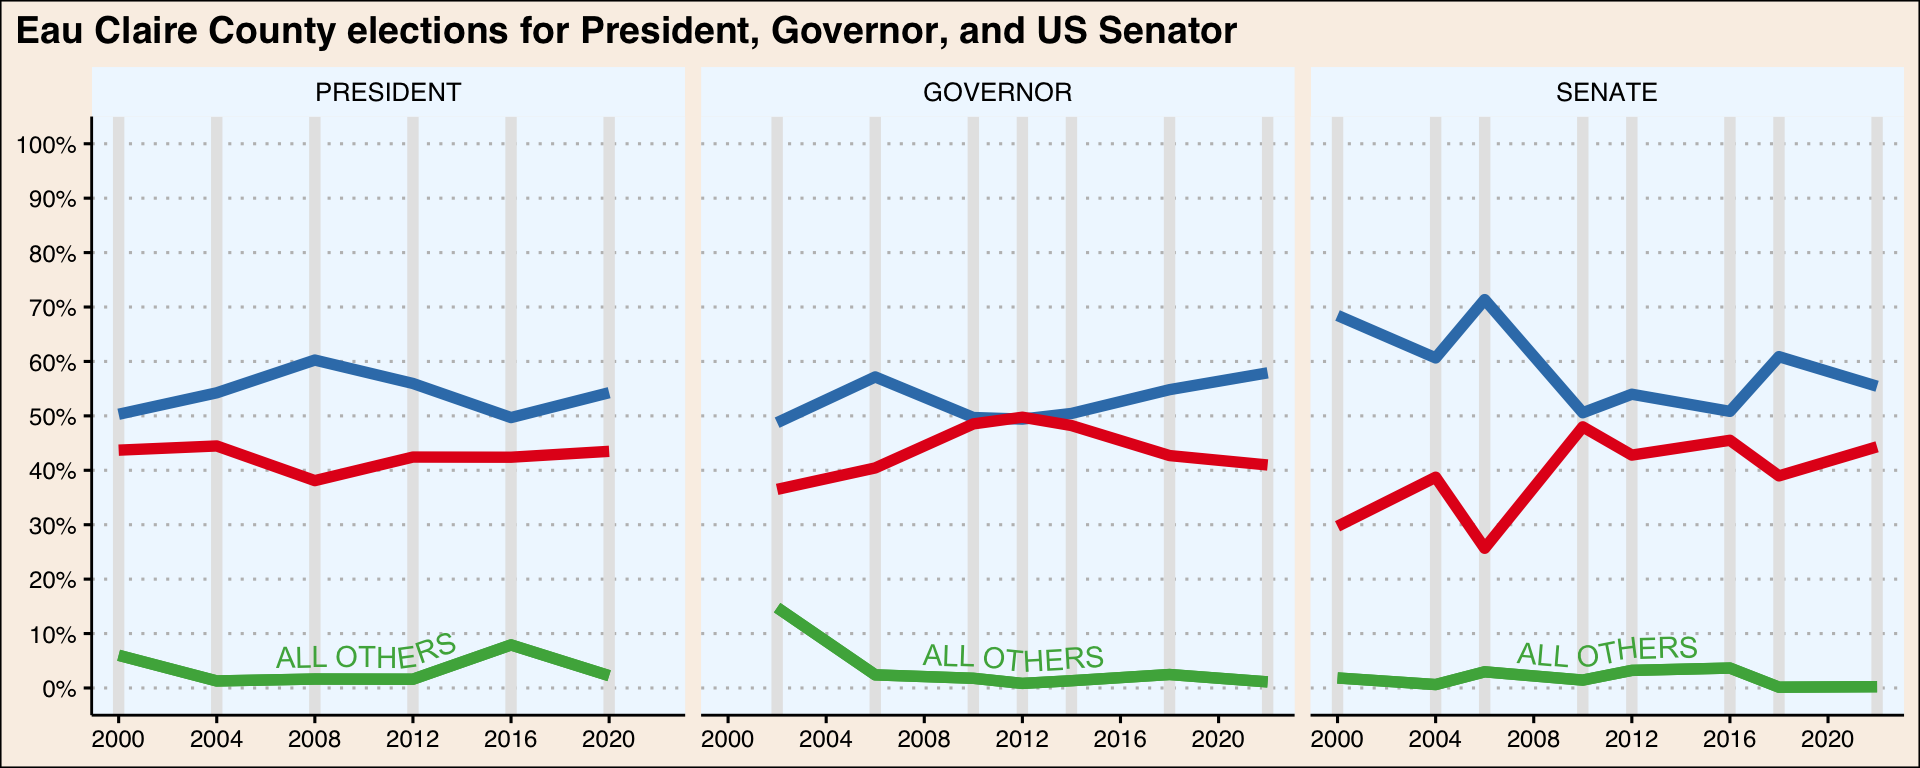 Eau Claire County elections for President, Governor, and US Senator
PRESIDENT
GOVERNOR
SENATE
100%
90%
80%
70%
60%
50%
40%
30%
20%
10%
0%
ALL OTHERS
ALL OTHERS
ALL OTHERS
2000 2004 2008 2012 2016 2020
2000 2004 2008 2012 2016 2020
2000 2004 2008 2012 2016 2020